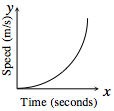 y
Speed (m/s)
x
Time (seconds)